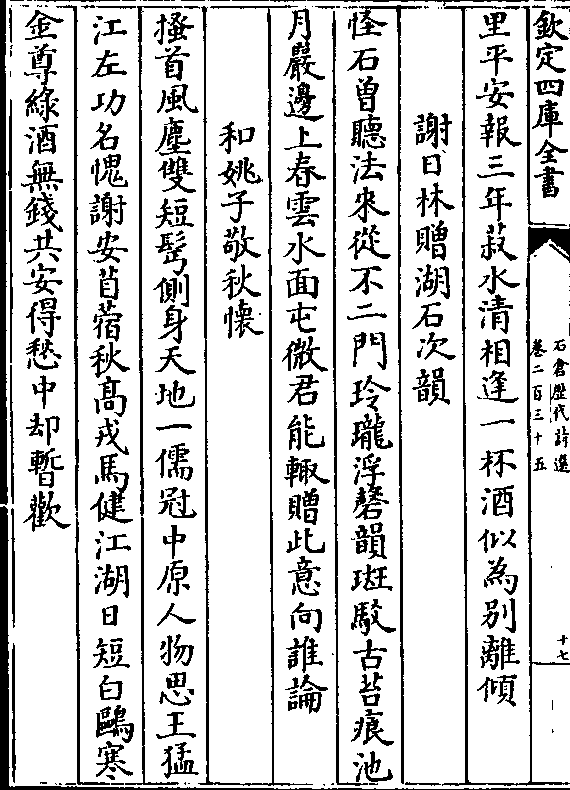 欽定四庫全書
石倉歷代詩選
卷二百三十五
十七
里平安報三年菽水清相逢一杯酒似為別離傾
謝日林贈湖石次韻
怪石曽聽法來從不二門玲瓏浮磬韻斑駁古苔痕池
月嚴邊上春雲水面屯微君能輟贈此意向誰論
和姚子敬秋懐
搔首風塵雙短髩側身天地一儒冠中原人物思王猛
江左功名愧謝安苜蓿秋髙戎馬健江湖日短白鷗寒
金尊緑酒無錢共安得愁中却暫歡